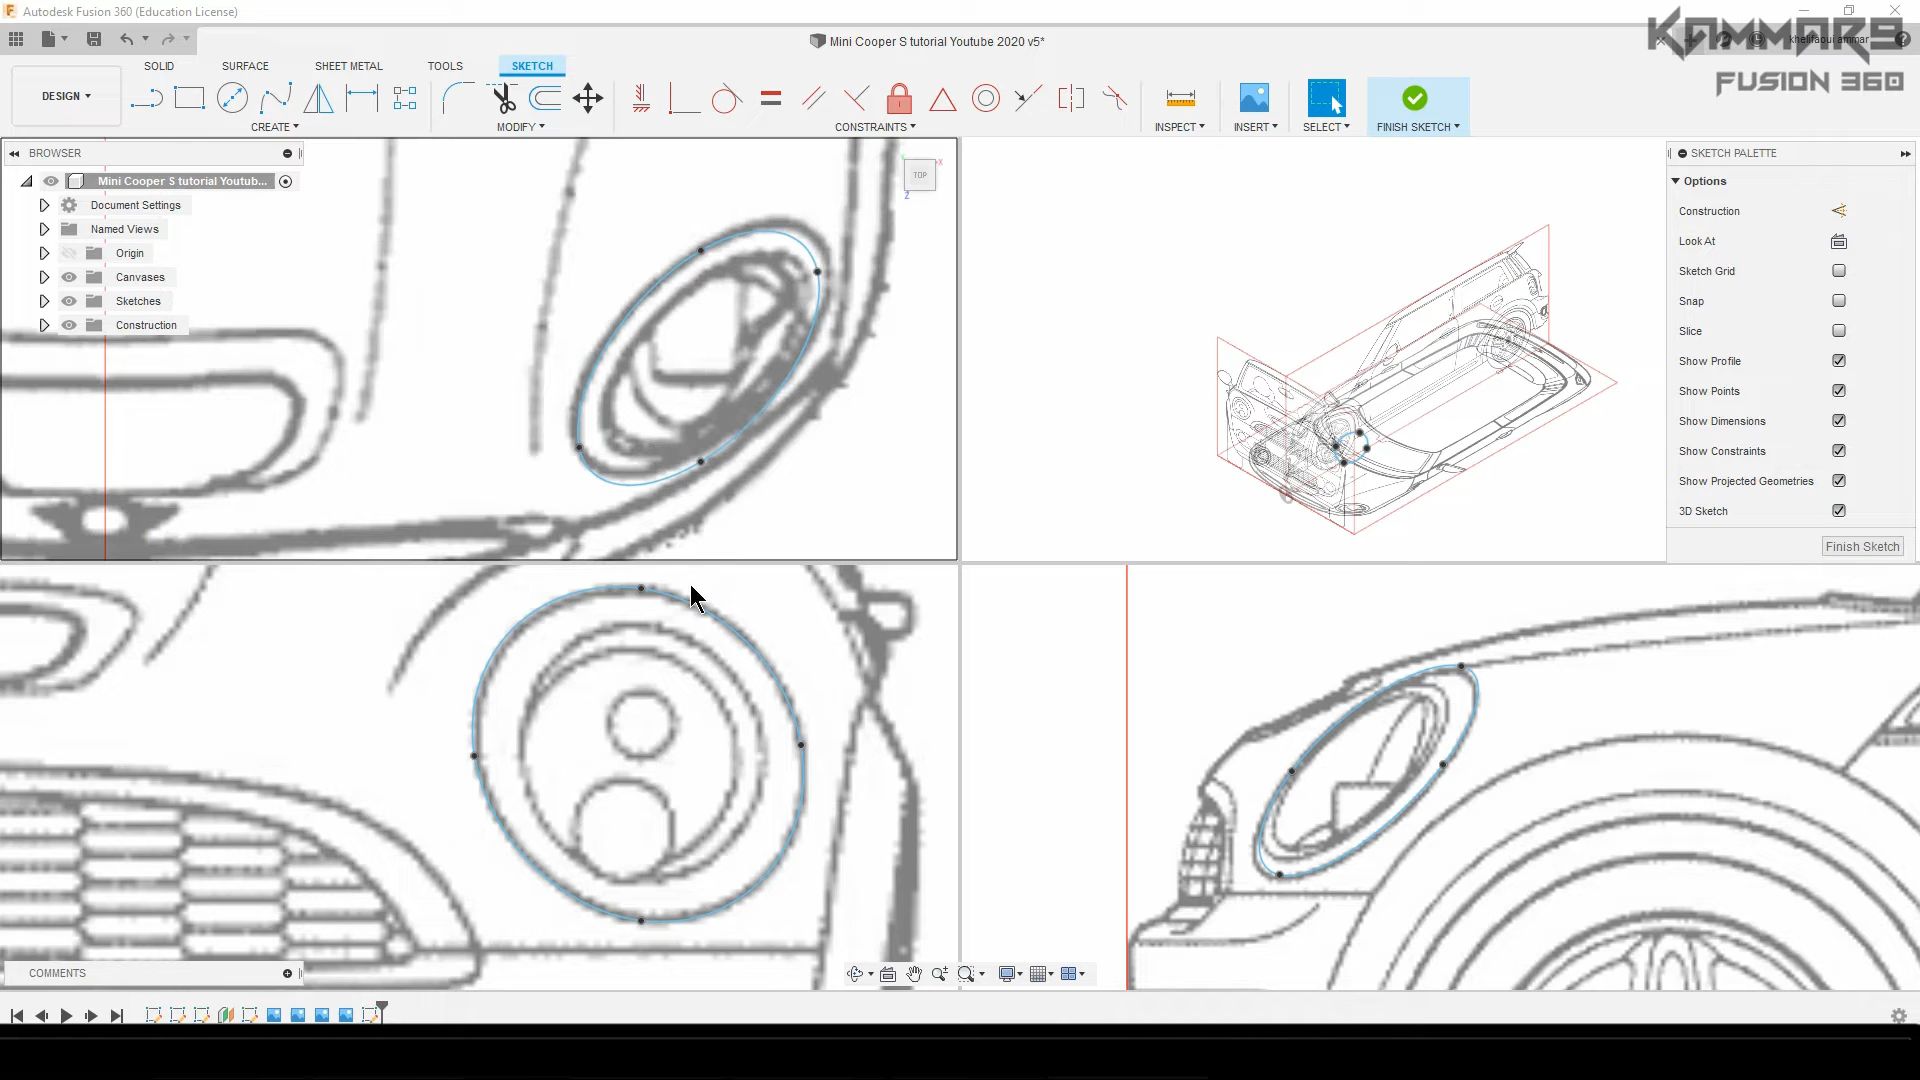 Autodesk Fusion 360 (Education License)
KAMMAR9
FUSION 360
Mini Cooper S tutorial Youtube 2020 v5*
khelifaoui ammar
SOLID
SURFACE
SHEET METAL
TOOLS
SKETCH
DESIGN
CREATE
MODIFY
CONSTRAINTS
INSPECT
INSERT
SELECT
FINISH SKETCH
BROWSER
Mini Cooper S tutorial Youtub...
Document Settings
Named Views
Origin
Canvases
Sketches
Construction
TOP
X
Z
SKETCH PALETTE
Options
Construction
Look At
Sketch Grid
Snap
Slice
Show Profile
Show Points
Show Dimensions
Show Constraints
Show Projected Geometries
3D Sketch
Finish Sketch
COMMENTS